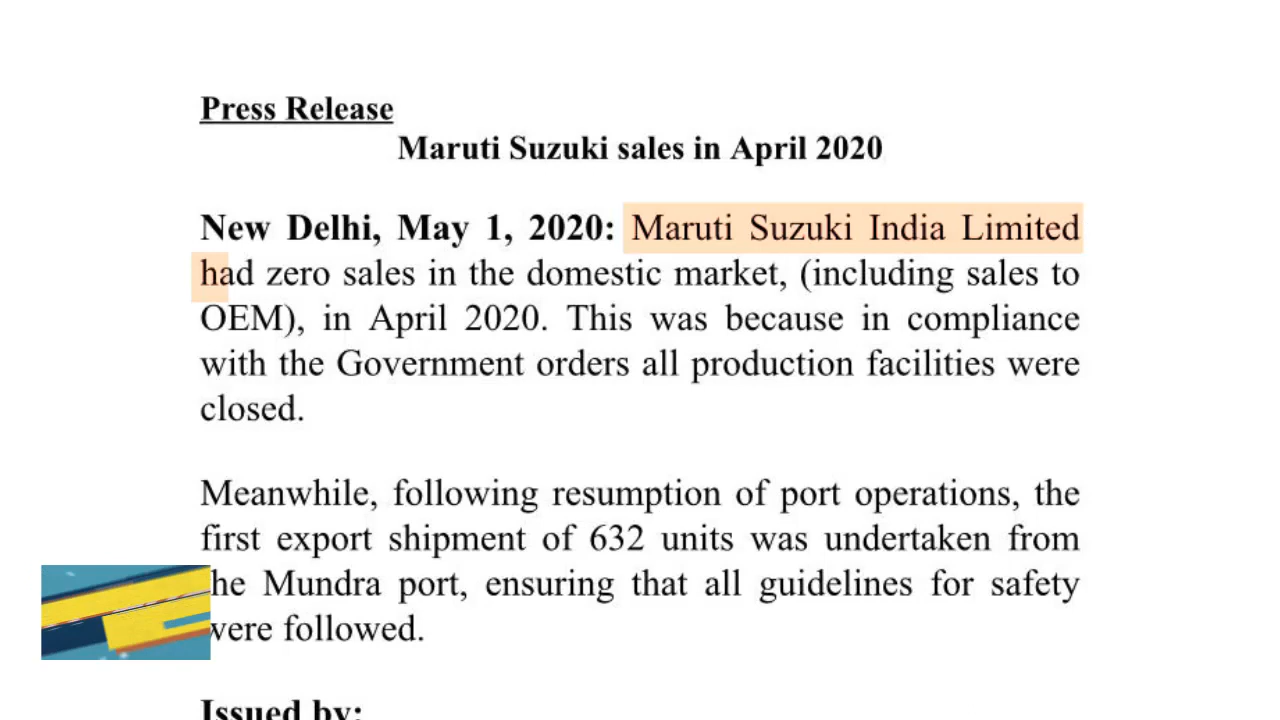 Press Release
Maruti Suzuki sales in April 2020
New Delhi, May 1, 2020: Maruti Suzuki India Limited
had zero sales in the domestic market, (including sales to
OEM), in April 2020. This was because in compliance
with the Government orders all production facilities were
closed.
Meanwhile, following resumption of port operations, the
first export shipment of 632 units was undertaken from
the Mundra port, ensuring that all guidelines for safety
were followed.
Issued by: